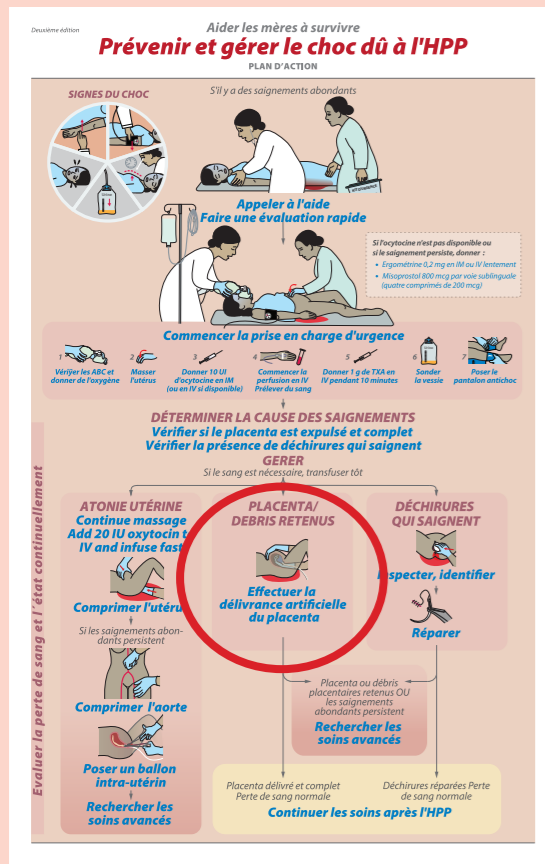 Deuxième édition
Aider les mères à survivre
Prévenir et gérer le choc dû à l'HPP
PLAN D'ACTION
SIGNES DU CHOC
S'il y a des saignements abondants
Appeler à l'aide
Faire une évaluation rapide
Si l'ocytocine n'est pas disponible ou
si le saignement persiste, donner :
• Ergométrine 0,2 mg en IM ou IV lentement
• Misoprostol 800 mcg par voie sublinguale
(quatre comprimés de 200 mcg)
Commencer la prise en charge d'urgence
1
Vérifier les ABC et
donner de l'oxygène
2
Masser
l'utérus
3
Donner 10 UI
d'ocytocine en IM
(ou en IV si disponible)
4
Commencer la
perfusion en IV
Prélever du sang
5
Donner 1 g de TXA en
IV pendant 10 minutes
6
Sonder
la vessie
7
Poser le
pantalon antichoc
DÉTERMINER LA CAUSE DES SAIGNEMENTS
Vérifier si le placenta est expulsé et complet
Vérifier la présence de déchirures qui saignent
GERER
Si le sang est nécessaire, transfuser tôt
Evaluer la perte de sang et l'état continuellement
ATONIE UTÉRINE
Continue massage
Add 20 IU oxytocin t
IV and infuse fast
Comprimer l'utéru
Si les saignements abon-
dants persistent
Comprimer l'aorte
Poser un ballon
intra-utérin
Rechercher les
soins avancés
PLACENTA/
DEBRIS RETENUS
Effectuer la
délivrance artificielle
du placenta
DÉCHIRURES
QUI SAIGNENT
Inspecter, identifier
Réparer
Placenta ou débris
placentaires retenus OU
les saignements
abondants persistent
Rechercher les
soins avancés
Placenta délivré et complet
Perte de sang normale
Déchirures réparées Perte
de sang normale
Continuer les soins après l'HPP